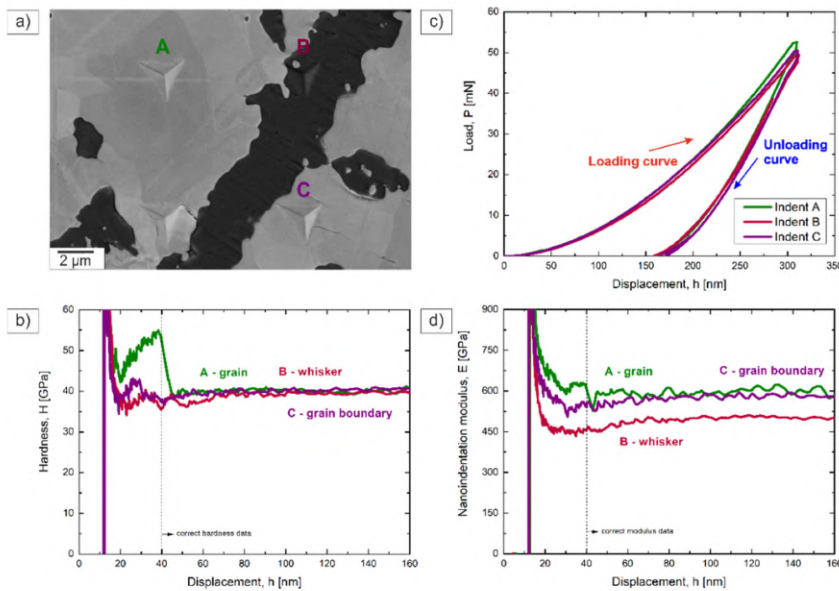 a)
A
B
C
2 µm
c)
Load, P [mN]
60
50
40
30
20
10
0
Loading curve
Unloading
curve
Indent A
Indent B
Indent C
0 50 100 150 200 250 300 350
Displacement, h [nm]
b)
Hardness, H [GPa]
60
50
40
30
20
10
0
A - grain
B - whisker
C - grain boundary
correct hardness data
0 20 40 60 80 100 120 140 160
Displacement, h [nm]
d)
Nanoindentation modulus, E [GPa]
900
750
600
450
300
150
0
A - grain
C - grain boundary
B - whisker
correct modulus data
0 20 40 60 80 100 120 140 160
Displacement, h [nm]